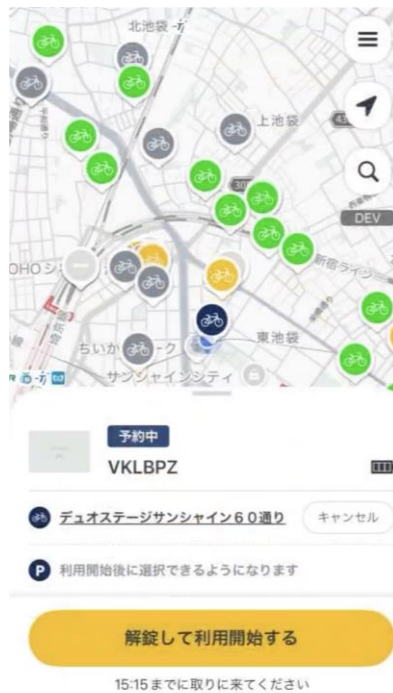 北池袋
上池袋
DEV
新宿ライン
東池袋
サンシャインシティ
埼京線
予約中
VKLBPZ
デュオステージサンシャイン60通り
キャンセル
P
利用開始後に選択できるようになります
解錠して利用開始する
15:15までに取りに来てください